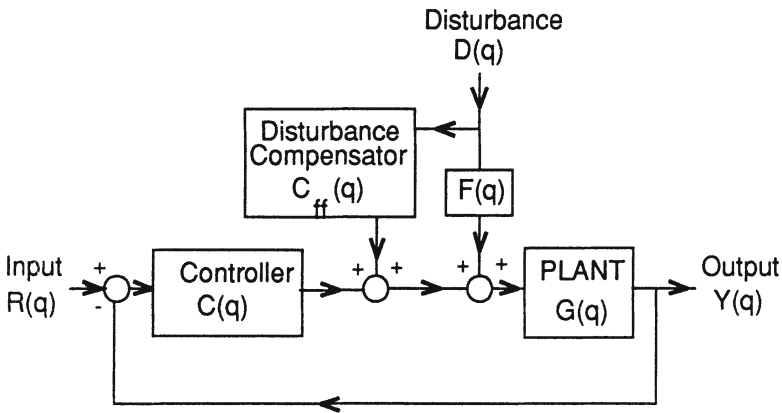 Disturbance
D(q)
Disturbance
Compensator
C_ff (q)
F(q)
Input
R(q)
+
-
Controller
C(q)
+ +
+ +
PLANT
G(q)
Output
Y(q)